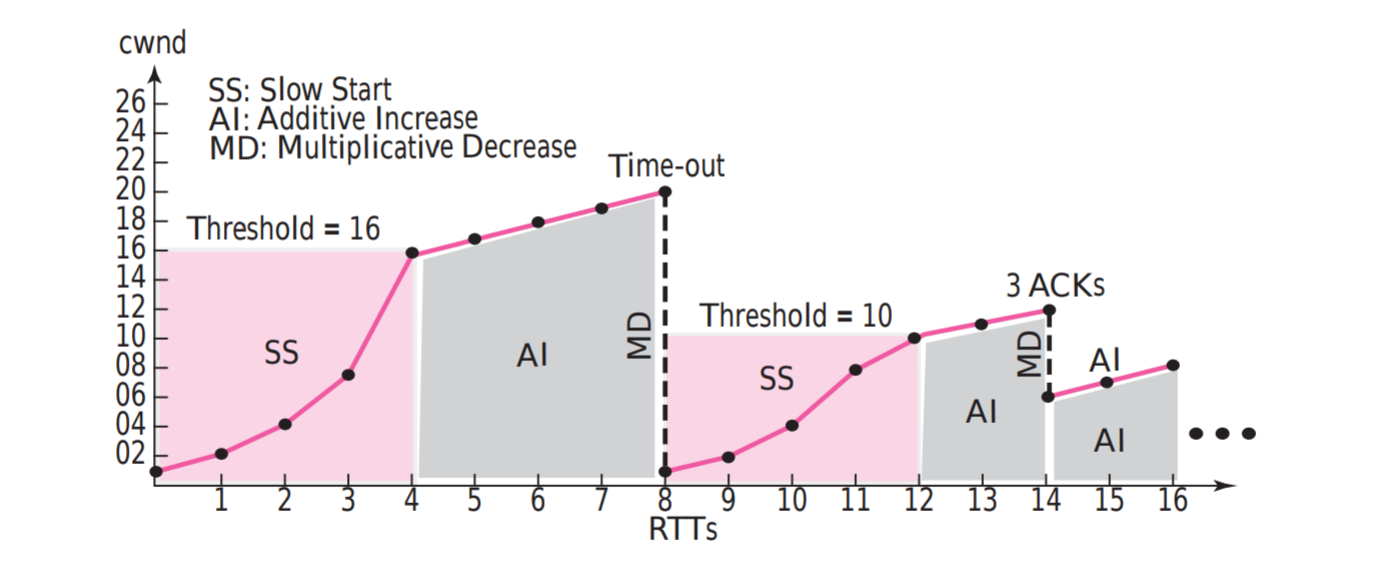 cwnd
SS: Slow Start
AI: Additive Increase
MD: Multiplicative Decrease
26
24
22
20
18
16
14
12
10
08
06
04
02
Time-out
Threshold = 16
Threshold = 10
3 ACKs
SS
AI
MD
SS
AI
MD
AI
AI
1 2 3 4 5 6 7 8 9 10 11 12 13 14 15 16
RTTs